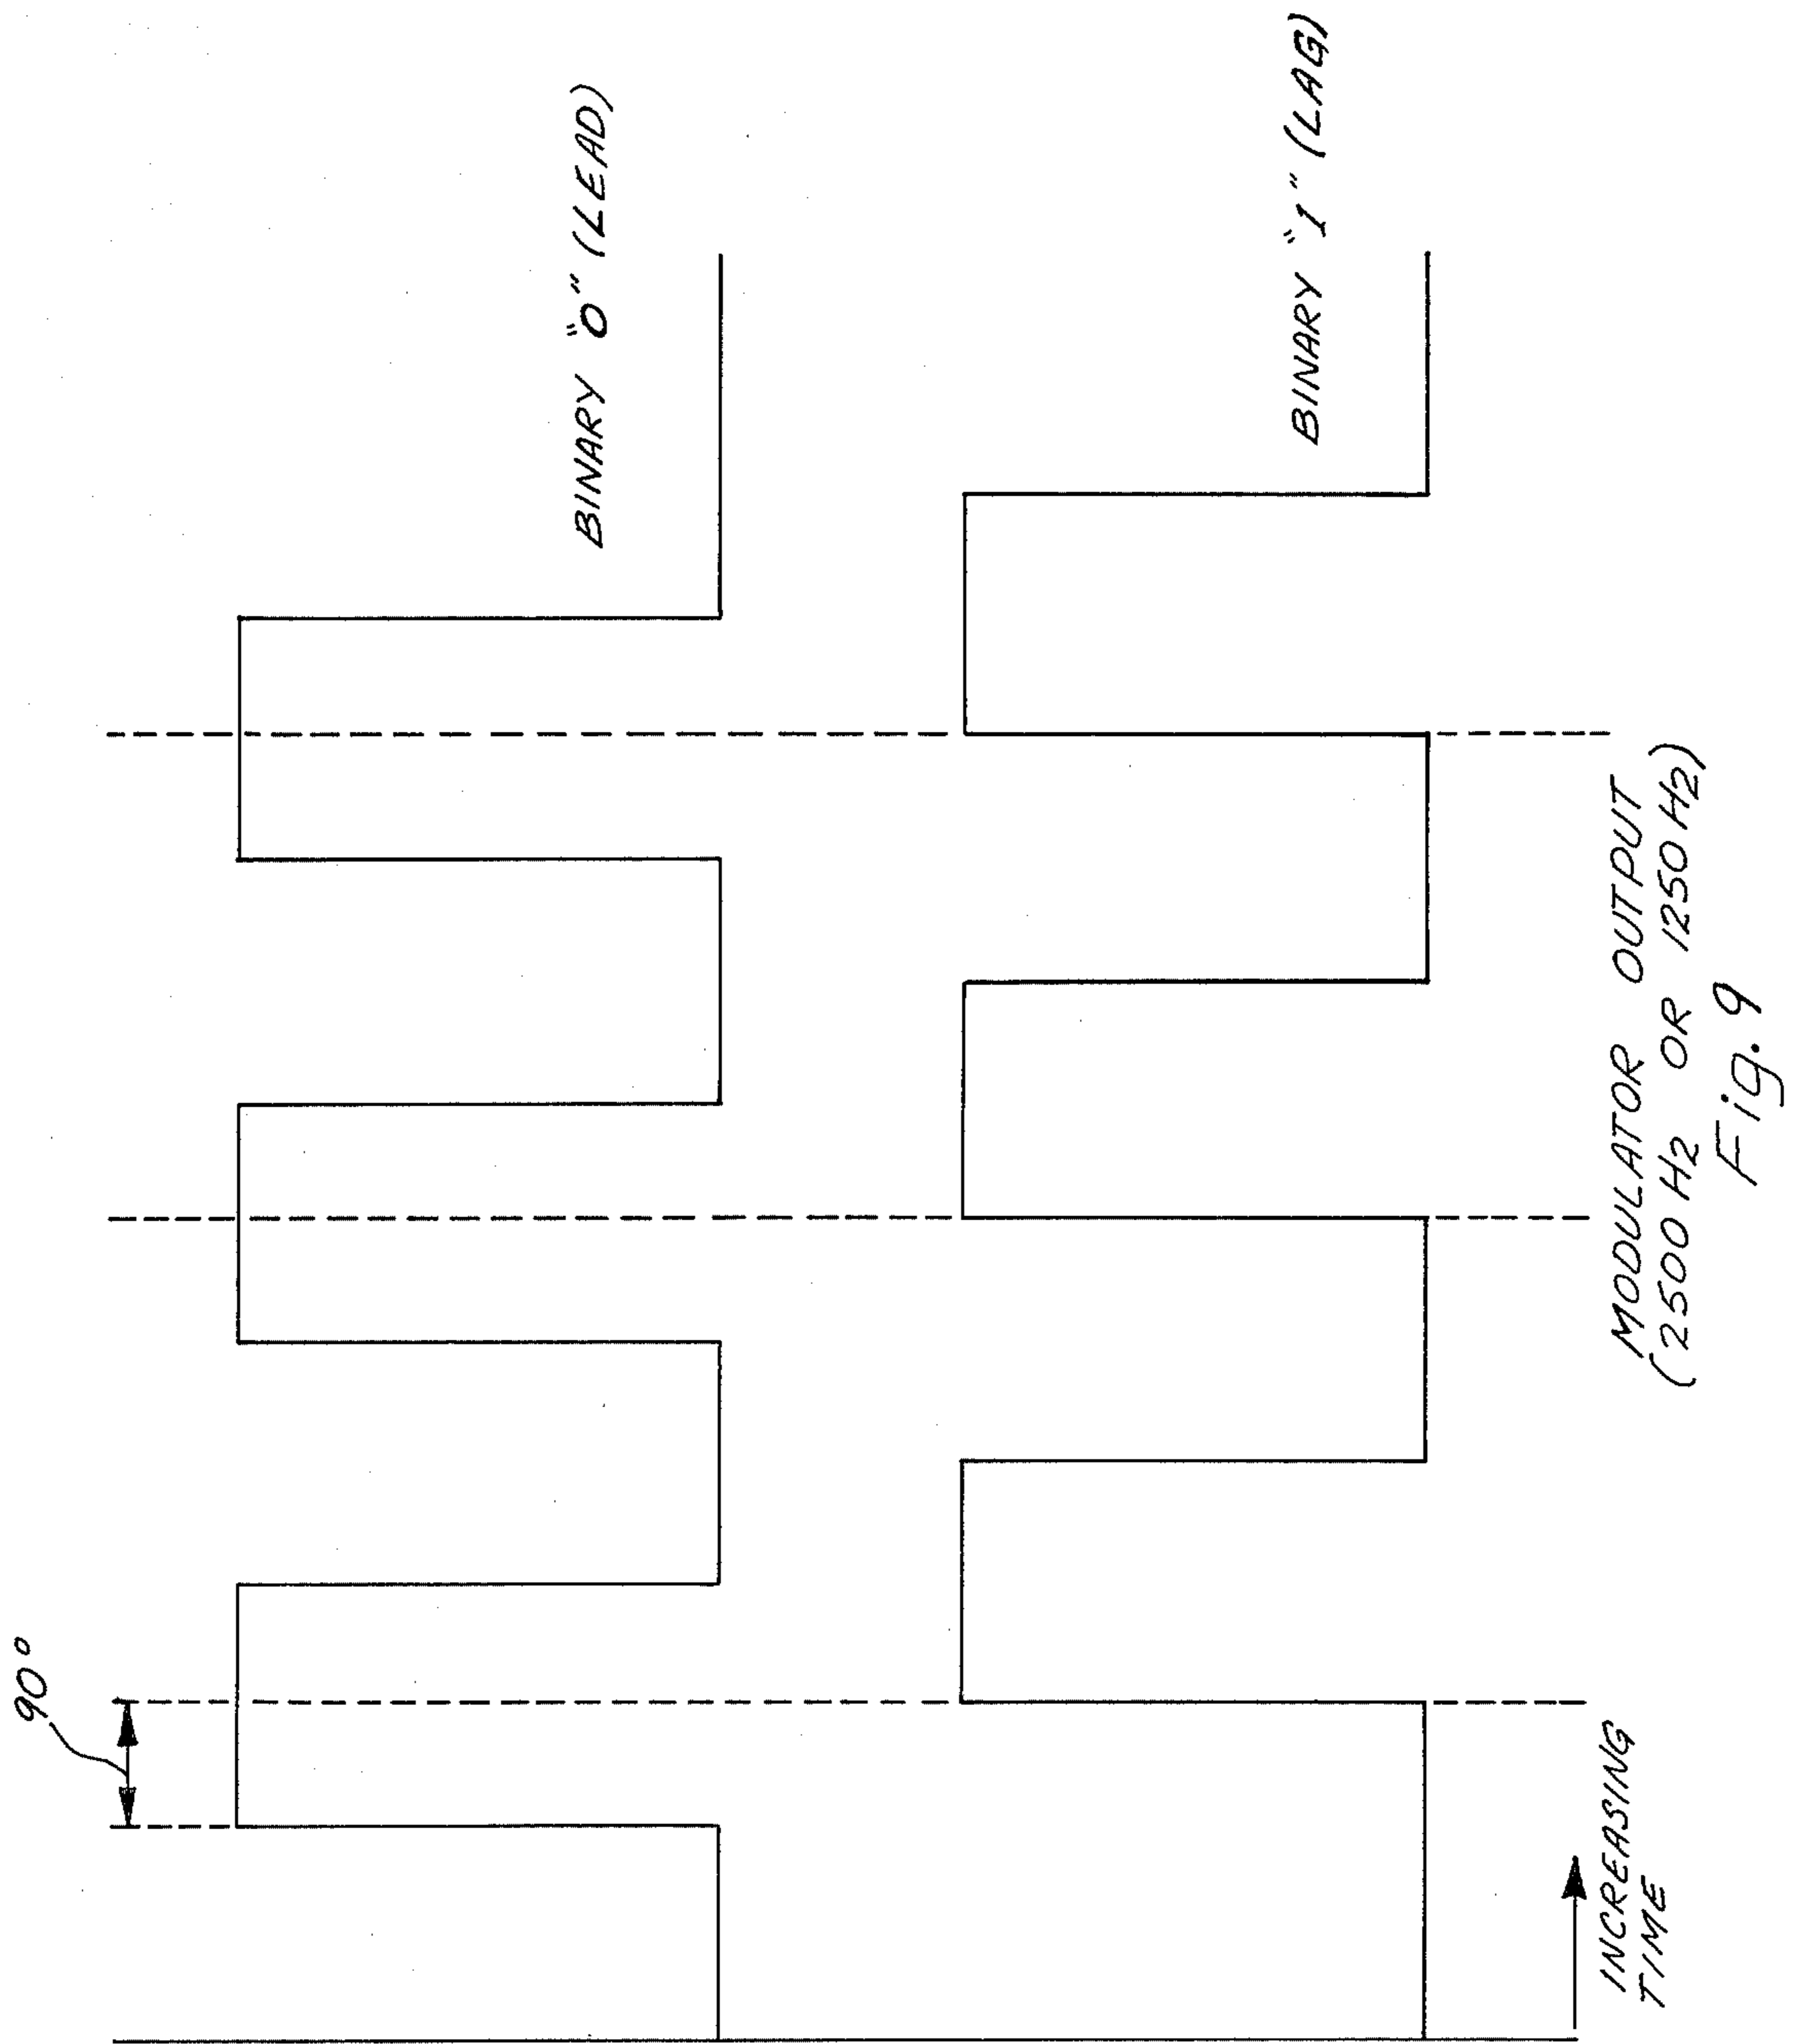 90°
BINARY "0" (LEAD)
BINARY "1" (LAG)
INCREASING
TIME
MODULATOR OUTPUT
(2500 Hz OR 1250 Hz)
Fig. 9